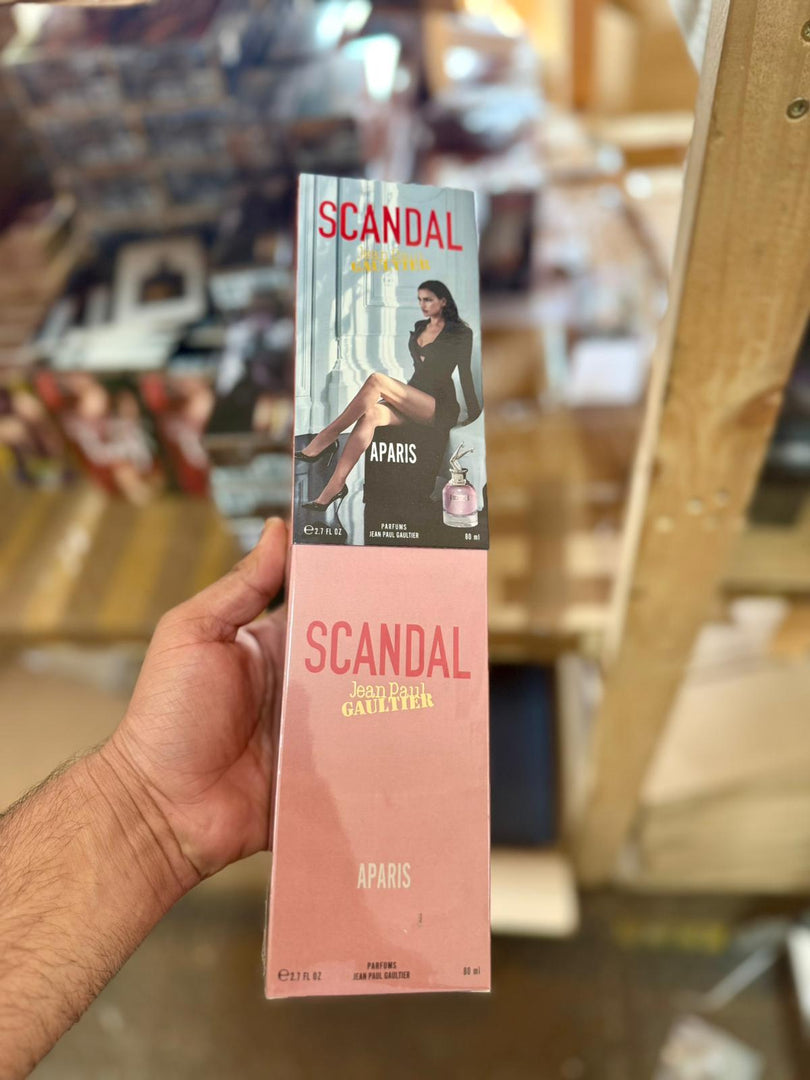 SCANDAL
Jean Paul
GAULTIER
APARIS
℮ 2.7 FL OZ
PARFUMS
JEAN PAUL GAULTIER
80 ml
SCANDAL
Jean Paul
GAULTIER
APARIS
℮ 2.7 FL OZ
PARFUMS
JEAN PAUL GAULTIER
80 ml